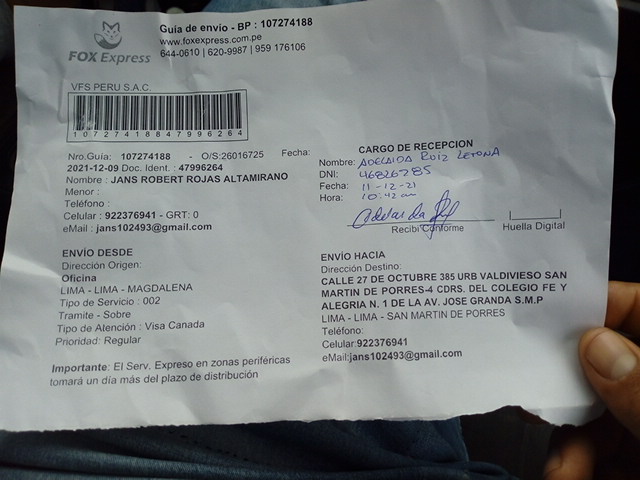 FOX Express
Guía de envio - BP : 107274188
www.foxexpress.com.pe
644-0610 | 620-9987 | 959 176106
VFS PERU S.A.C.
10727418847996264
Nro.Guía: 107274188 - O/S:26016725 Fecha:
2021-12-09 Doc. Ident. : 47996264
Nombre : JANS ROBERT ROJAS ALTAMIRANO
Menor :
Teléfono :
Celular : 922376941 - GRT: 0
eMail : jans102493@gmail.com
CARGO DE RECEPCION
Nombre: ADELAIDA RUIZ LETONA
DNI: 46826285
Fecha: 11-12-21
Hora: 10:42 am
Recibi Conforme
Huella Digital
ENVÍO DESDE
Dirección Origen:
Oficina
LIMA - LIMA - MAGDALENA
Tipo de Servicio : 002
Tramite - Sobre
Tipo de Atención : Visa Canada
Prioridad: Regular
ENVÍO HACIA
Dirección Destino:
CALLE 27 DE OCTUBRE 385 URB VALDIVIESO SAN
MARTIN DE PORRES-4 CDRS. DEL COLEGIO FE Y
ALEGRIA N. 1 DE LA AV. JOSE GRANDA S.M.P
LIMA - LIMA - SAN MARTIN DE PORRES
Teléfono:
Celular:922376941
eMail:jans102493@gmail.com
Importante: El Serv. Expreso en zonas periféricas
tomará un día más del plazo de distribución